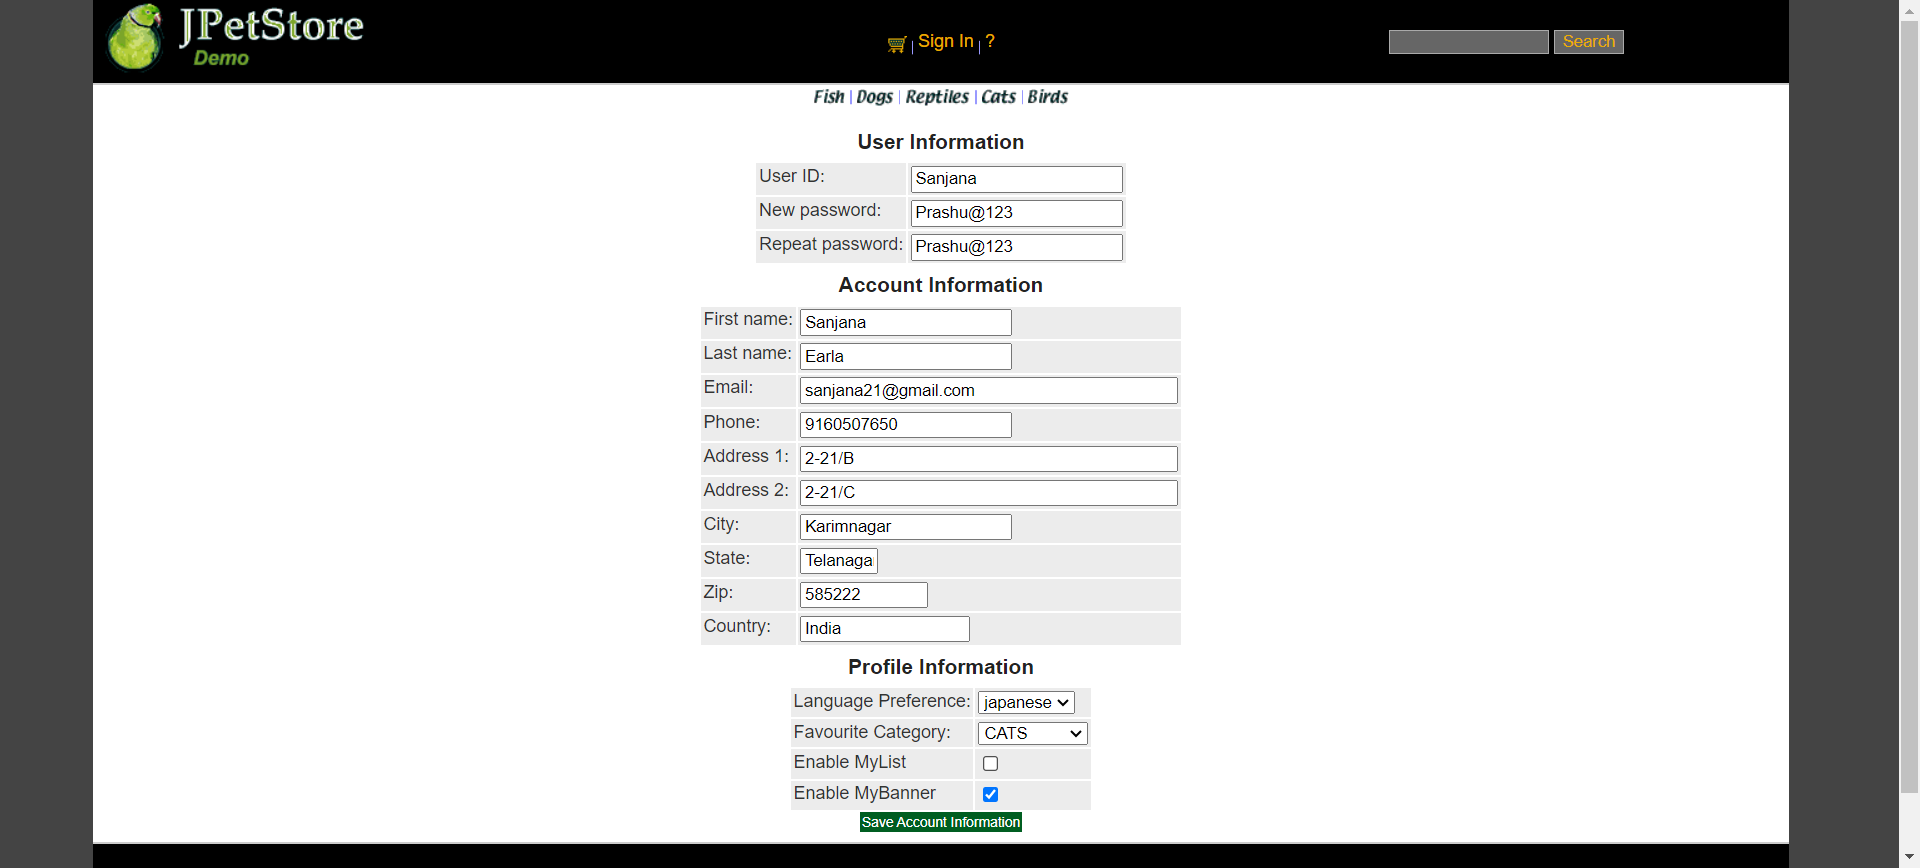 JPetStore
Demo
Sign In | ?
Search
Fish | Dogs | Reptiles | Cats | Birds
User Information
User ID: Sanjana
New password: Prashu@123
Repeat password: Prashu@123
Account Information
First name: Sanjana
Last name: Earla
Email: sanjana21@gmail.com
Phone: 9160507650
Address 1: 2-21/B
Address 2: 2-21/C
City: Karimnagar
State: Telanaga
Zip: 585222
Country: India
Profile Information
Language Preference: japanese
Favourite Category: CATS
Enable MyList
Enable MyBanner
Save Account Information